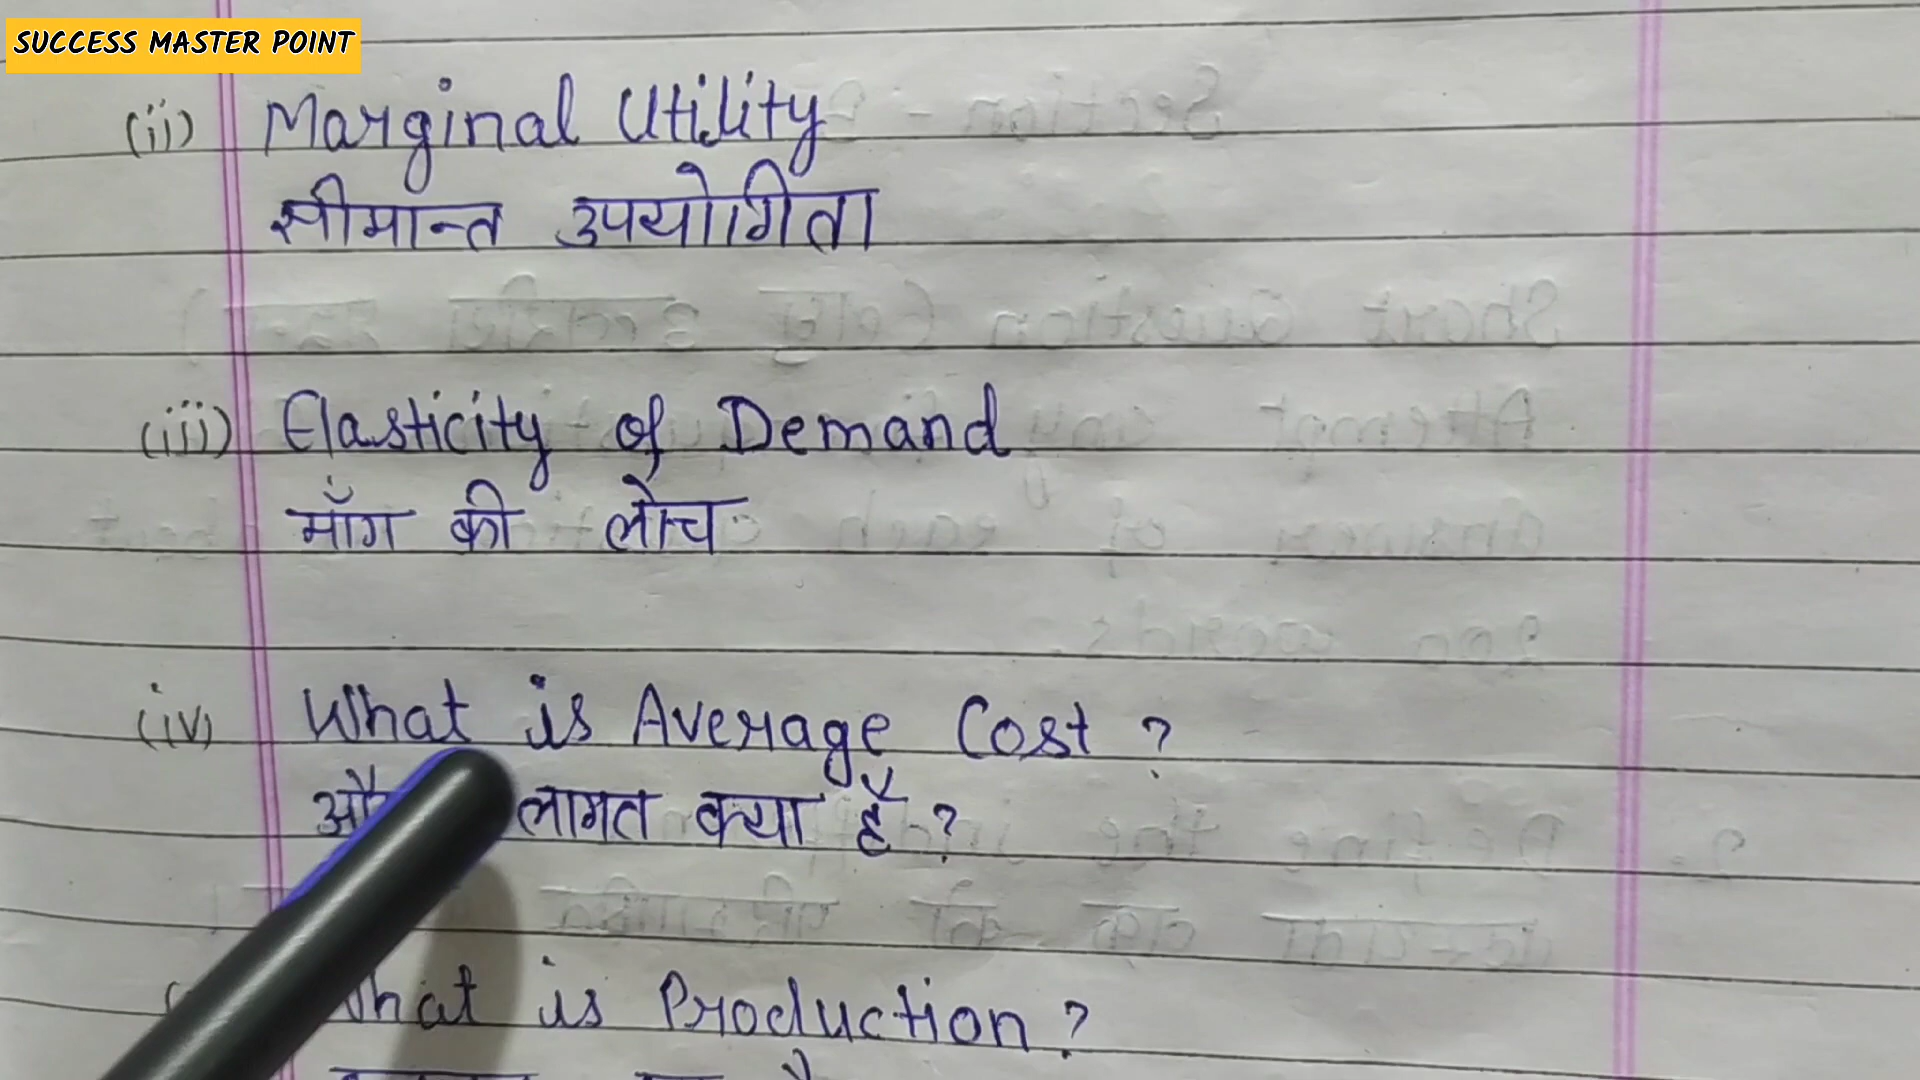 SUCCESS MASTER POINT
(ii) Marginal Utility
सीमान्त उपयोगिता
(iii) Elasticity of Demand
माँग की लोच
(iv) What is Average Cost ?
लागत क्या है ?
What is Production ?